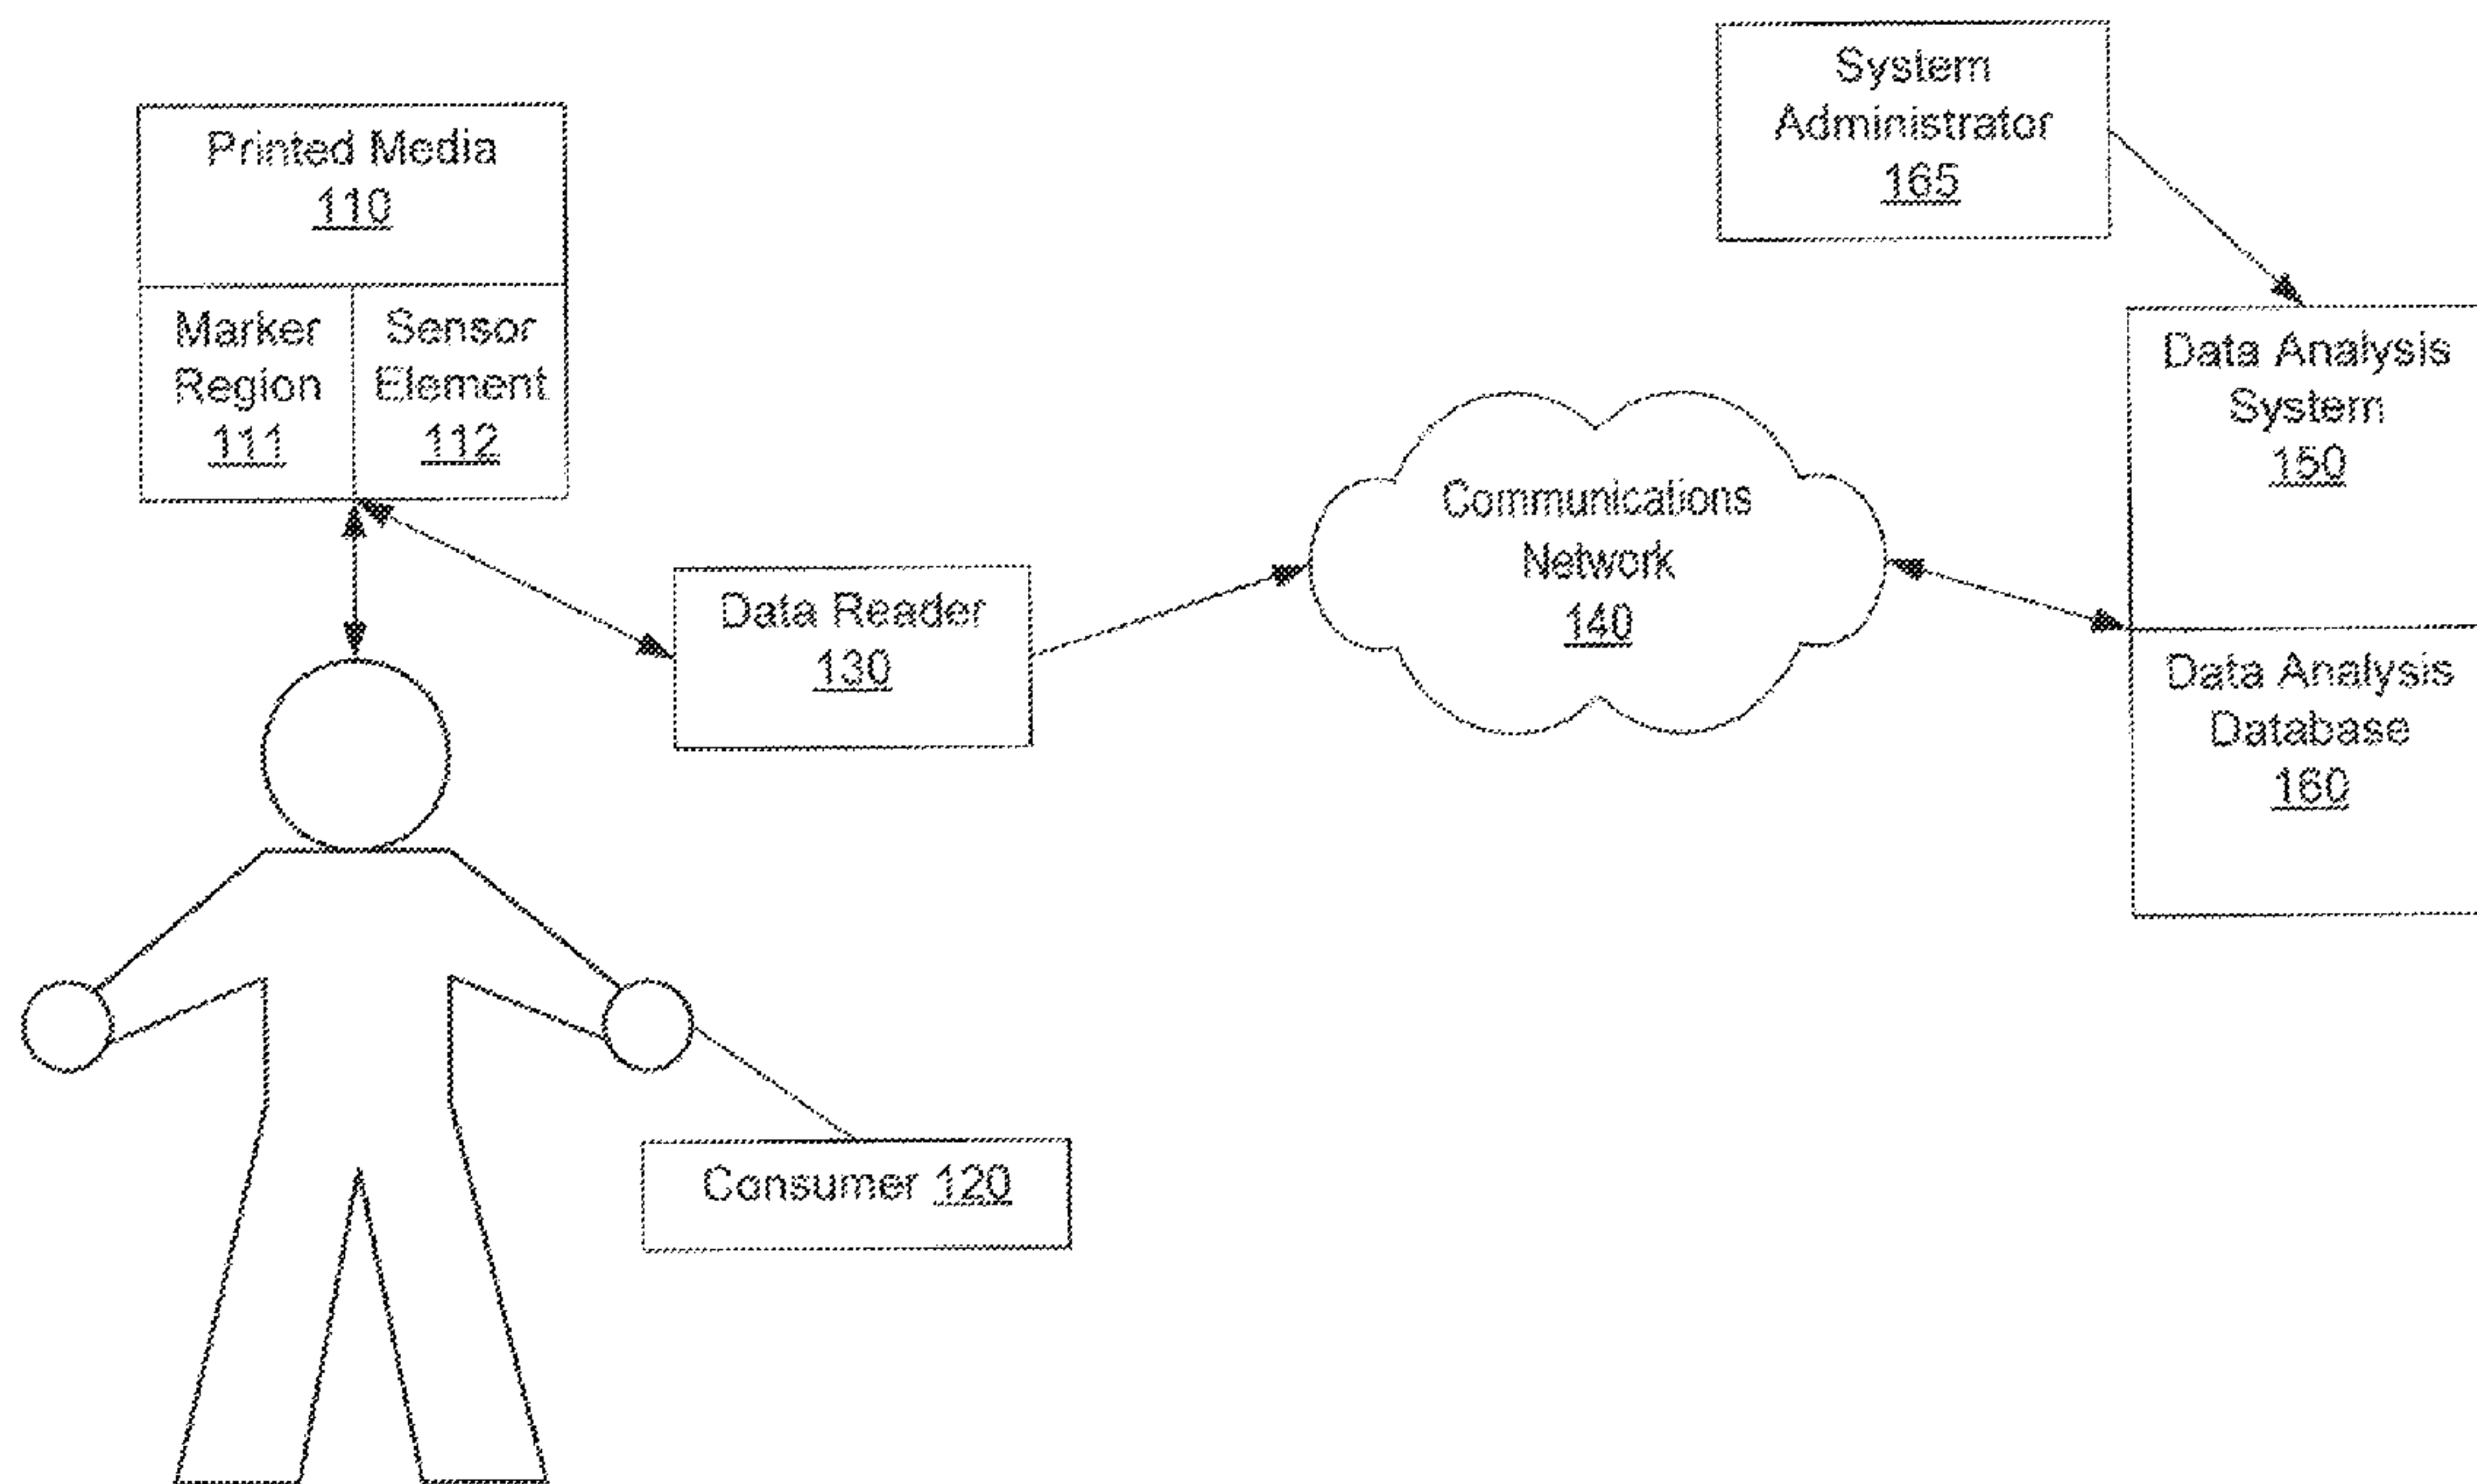 Printed Media
110
Marker
Region
111
Sensor
Element
112
System
Administrator
165
Data Analysis
System
150
Communications
Network
140
Data Reader
130
Data Analysis
Database
160
Consumer 120